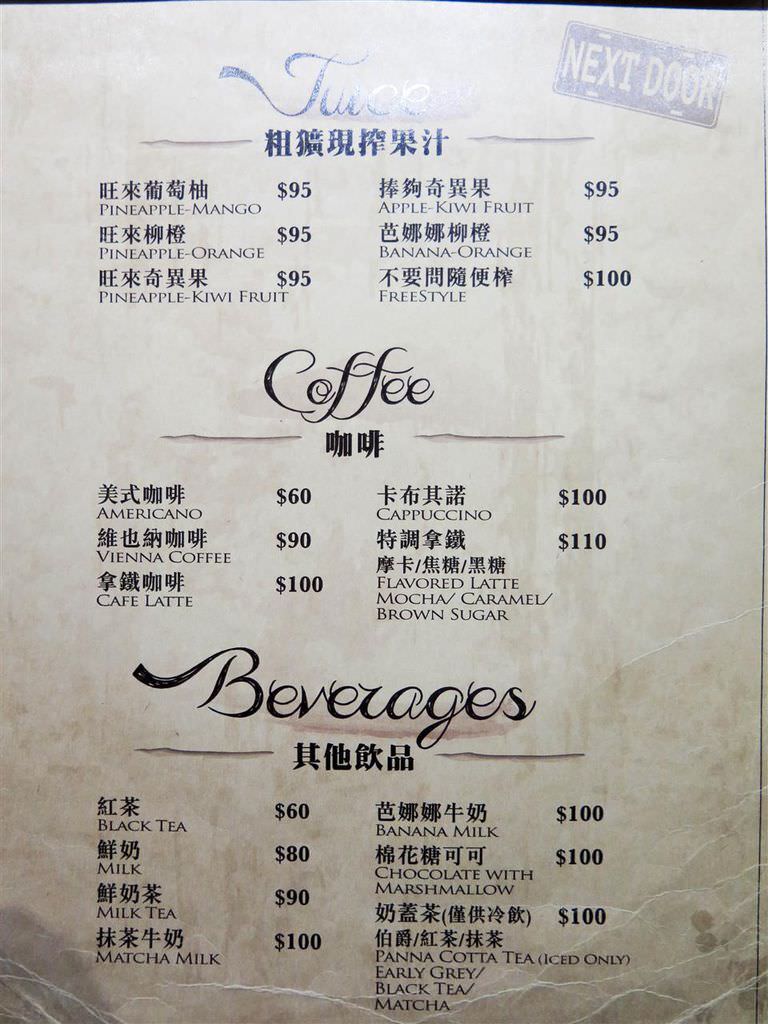 NEXT DOOR
Juice
粗獷現搾果汁
旺來葡萄柚 $95
PINEAPPLE-MANGO
旺來柳橙 $95
PINEAPPLE-ORANGE
旺來奇異果 $95
PINEAPPLE-KIWI FRUIT
捧夠奇異果 $95
APPLE-KIWI FRUIT
芭娜娜柳橙 $95
BANANA-ORANGE
不要問隨便榨 $100
FREESTYLE
Coffee
咖啡
美式咖啡 $60
AMERICANO
維也納咖啡 $90
VIENNA COFFEE
拿鐵咖啡 $100
CAFE LATTE
卡布其諾 $100
CAPPUCCINO
特調拿鐵 $110
摩卡/焦糖/黑糖
FLAVORED LATTE
MOCHA/ CARAMEL/
BROWN SUGAR
Beverages
其他飲品
紅茶 $60
BLACK TEA
鮮奶 $80
MILK
鮮奶茶 $90
MILK TEA
抹茶牛奶 $100
MATCHA MILK
芭娜娜牛奶 $100
BANANA MILK
棉花糖可可 $100
CHOCOLATE WITH
MARSHMALLOW
奶蓋茶(僅供冷飲) $100
伯爵/紅茶/抹茶
PANNA COTTA TEA (ICED ONLY)
EARLY GREY/
BLACK TEA/
MATCHA